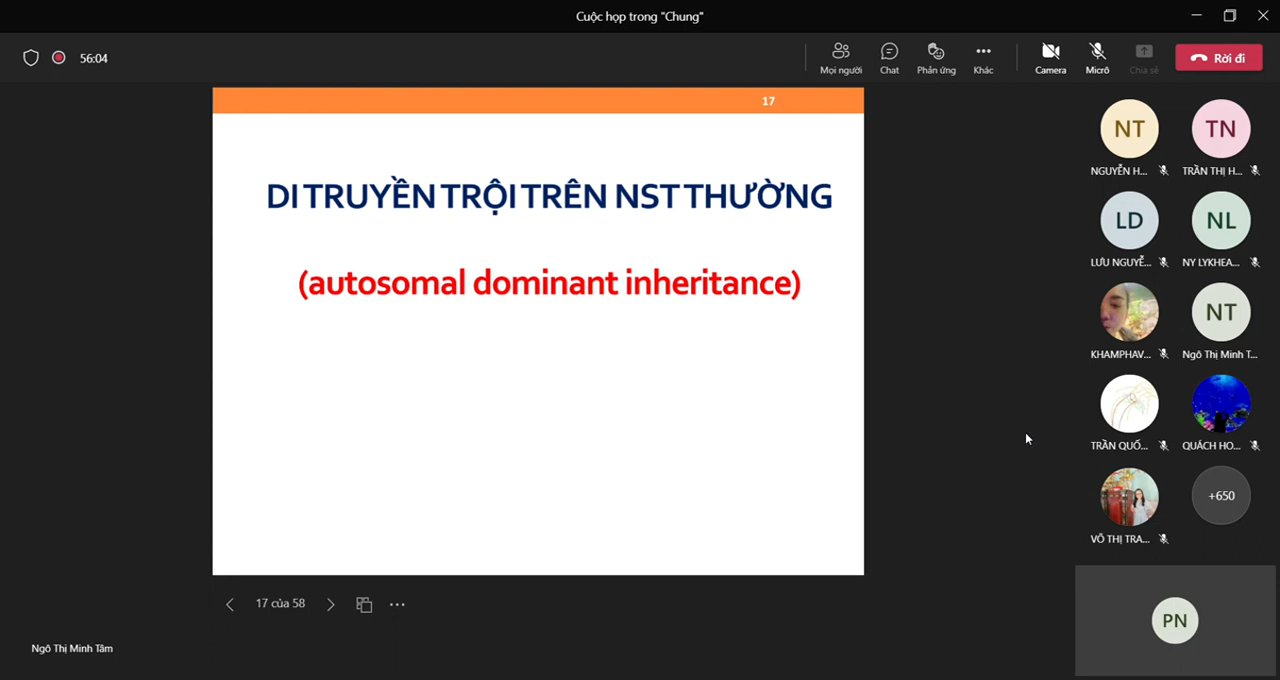 Cuộc họp trong "Chung"
56:04
Mọi người
Chat
Phản ứng
Khác
Camera
Micrô
Chia sẻ
Rời đi
17
DI TRUYỀN TRỘI TRÊN NST THƯỜNG
(autosomal dominant inheritance)
17 của 58
Ngô Thị Minh Tâm
NT
TN
NGUYỄN H...
TRẦN THỊ H...
LD
NL
LƯU NGUYỄ...
NY LYKHEA...
NT
KHAMPHAV...
Ngô Thị Minh T...
TRẦN QUỐ...
QUÁCH HO...
+650
VÕ THỊ TRA...
PN